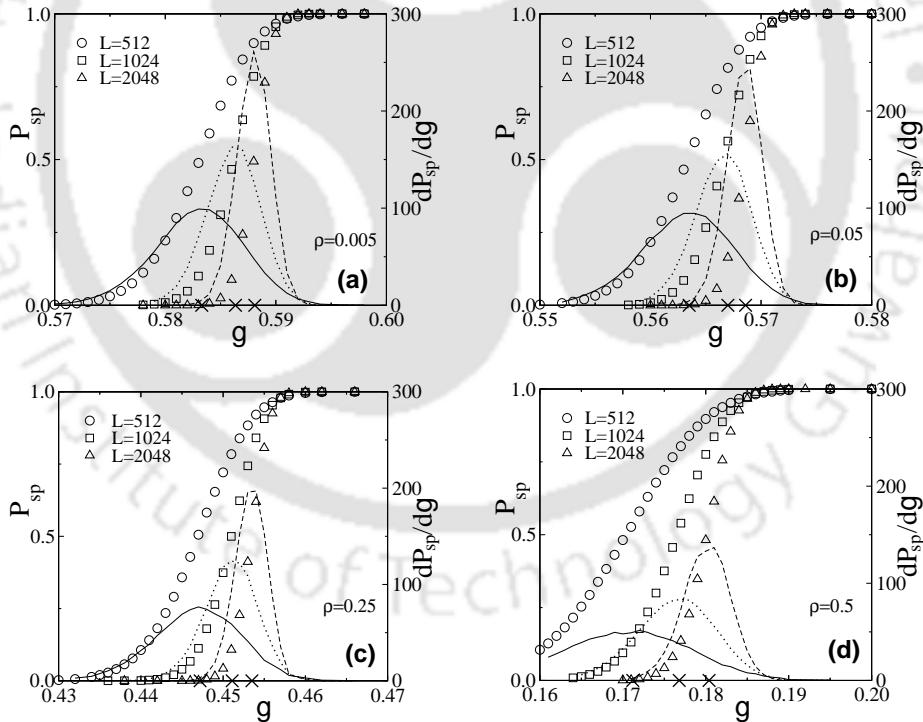 1.0
300
L=512
L=1024
L=2048
200
P_sp
0.5
dP_sp/dg
100
ρ=0.005
(a)
0.0
0
0.57
0.58
0.59
0.60
g
1.0
300
L=512
L=1024
L=2048
200
P_sp
0.5
dP_sp/dg
100
ρ=0.05
(b)
0.0
0
0.55
0.56
0.57
0.58
g
1.0
300
L=512
L=1024
L=2048
200
P_sp
0.5
dP_sp/dg
100
ρ=0.25
(c)
0.0
0
0.43
0.44
0.45
0.46
0.47
g
1.0
300
L=512
L=1024
L=2048
200
P_sp
0.5
dP_sp/dg
100
ρ=0.5
(d)
0.0
0
0.16
0.17
0.18
0.19
0.20
g
Indian Institute of Technology Guwahati